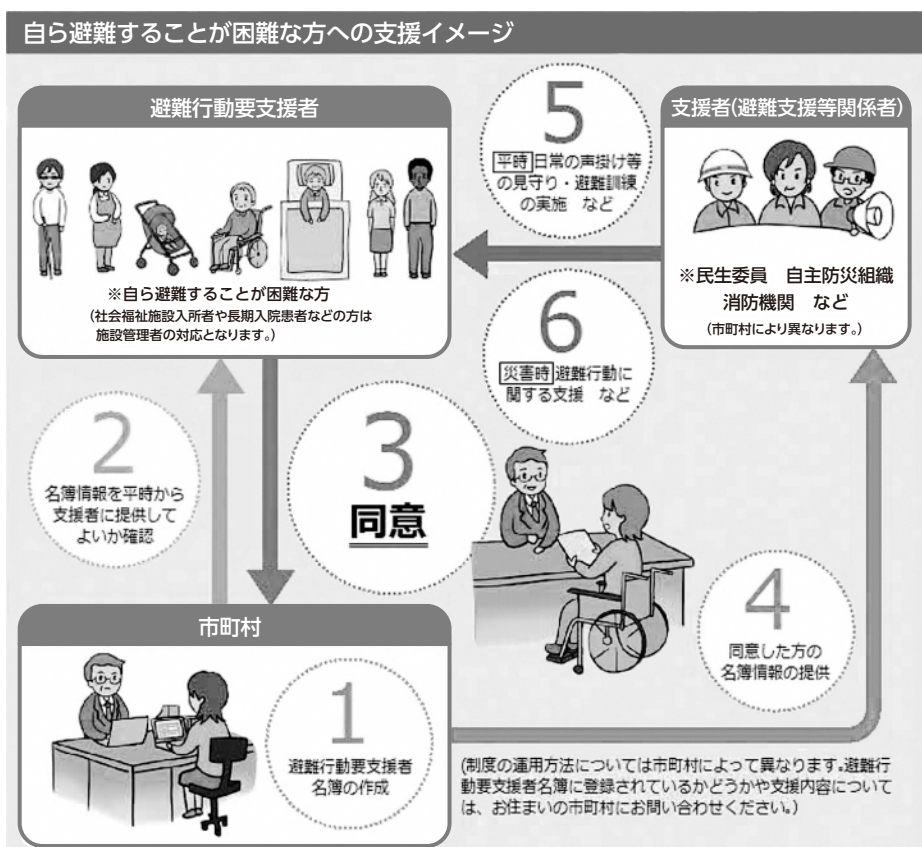 自ら避難することが困難な方への支援イメージ
避難行動要支援者
※自ら避難することが困難な方
(社会福祉施設入所者や長期入院患者などの方は
施設管理者の対応となります。)
5
平時 日常の声掛け等
の見守り・避難訓練
の実施 など
支援者(避難支援等関係者)
※民生委員 自主防災組織
消防機関 など
(市町村により異なります。)
6
災害時 避難行動に
関する支援 など
2
名簿情報を平時から
支援者に提供して
よいか確認
3
同意
4
同意した方の
名簿情報の提供
市町村
1
避難行動要支援者
名簿の作成
(制度の運用方法については市町村によって異なります。避難行
動要支援者名簿に登録されているかどうかや支援内容について
は、お住まいの市町村にお問い合わせください。)